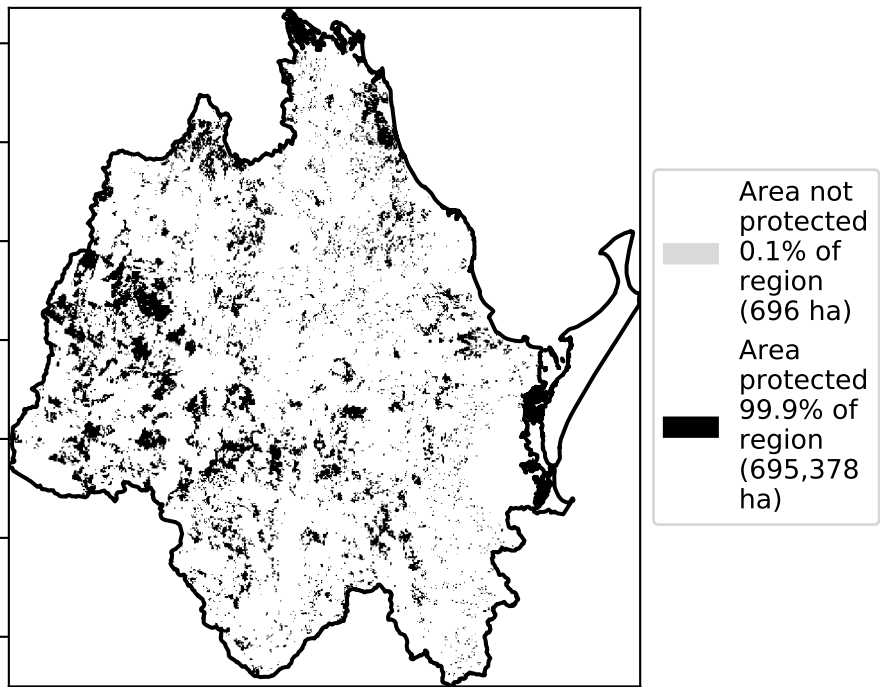 Area not
protected
0.1% of
region
(696 ha)
Area
protected
99.9% of
region
(695,378
ha)